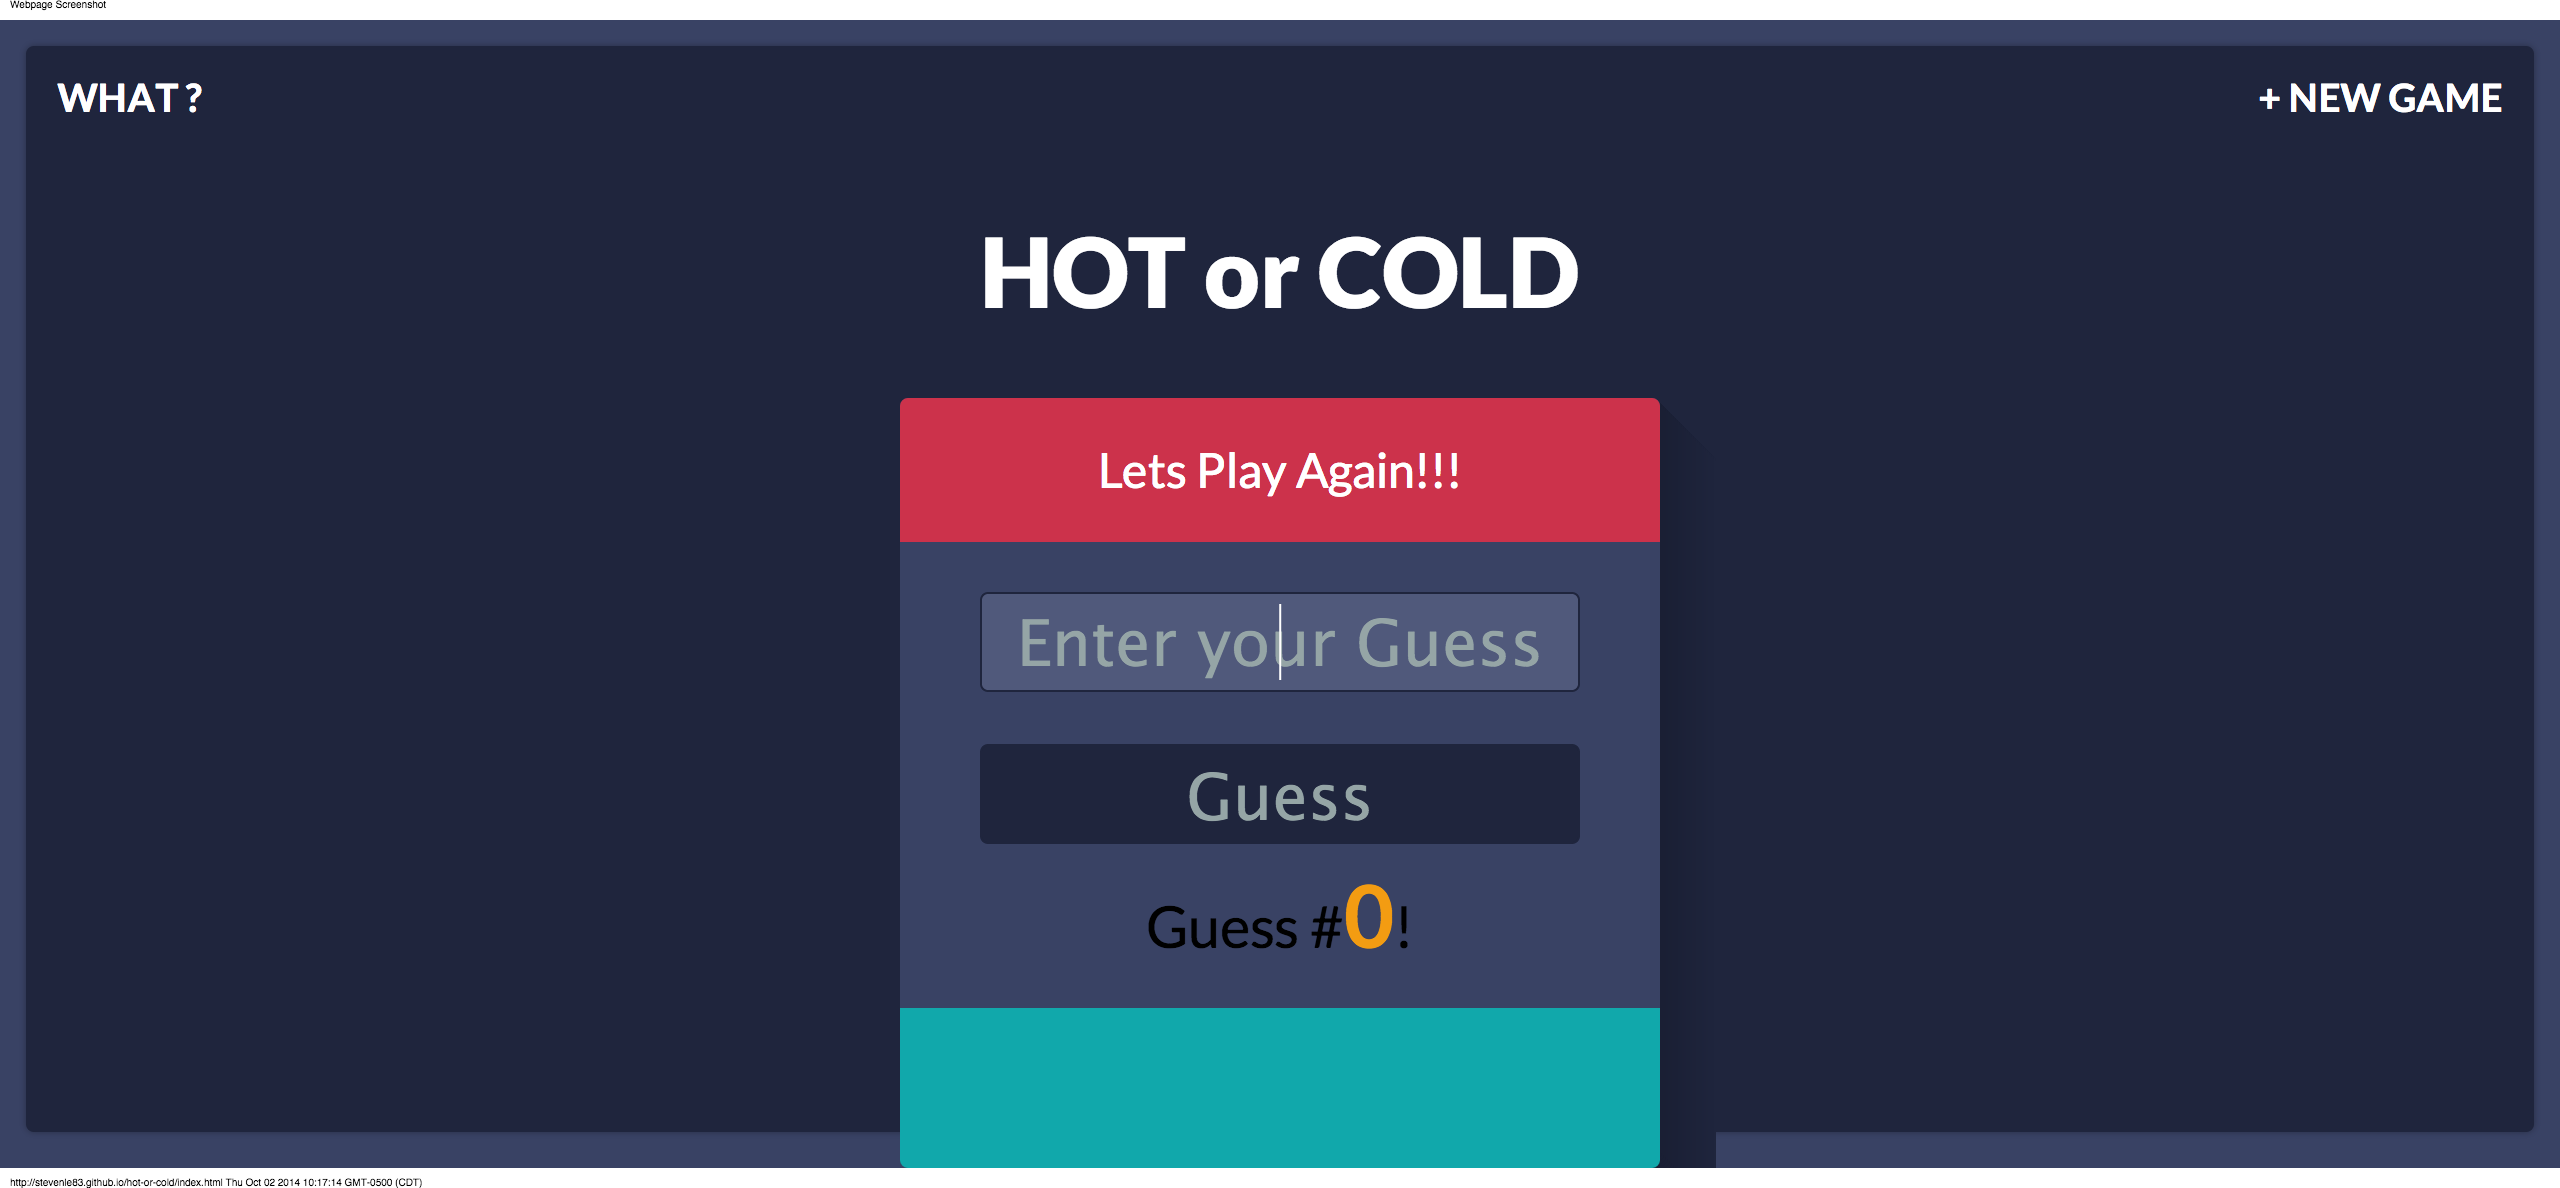 Webpage Screenshot
WHAT ?
+ NEW GAME
HOT or COLD
Lets Play Again!!!
Enter your Guess
Guess
Guess #0!
http://stevenle83.github.io/hot-or-cold/index.html Thu Oct 02 2014 10:17:14 GMT-0500 (CDT)